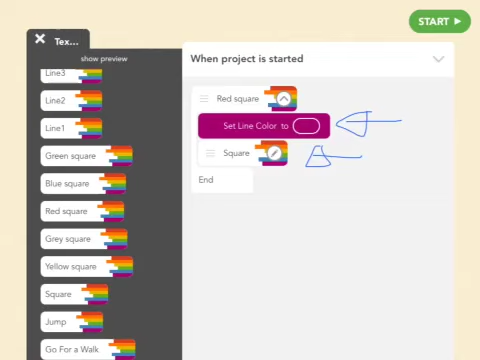 START
Tex...
When project is started
show preview
Line3
Line2
Line1
Green square
Blue square
Red square
Grey square
Yellow square
Square
Jump
Go For a Walk
Red square
Set Line Color to
Square
End